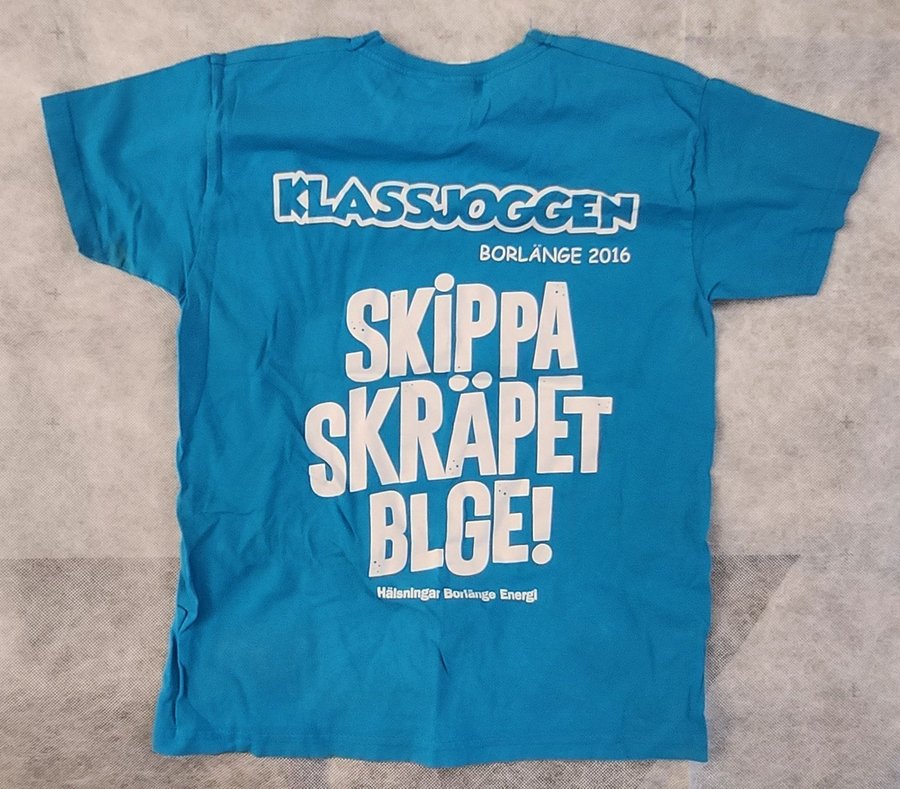 KLASSJOGGEN
BORLÄNGE 2016
SKiPPA
SKRÄPET
BLGE!
Hälsningar Borlänge Energi